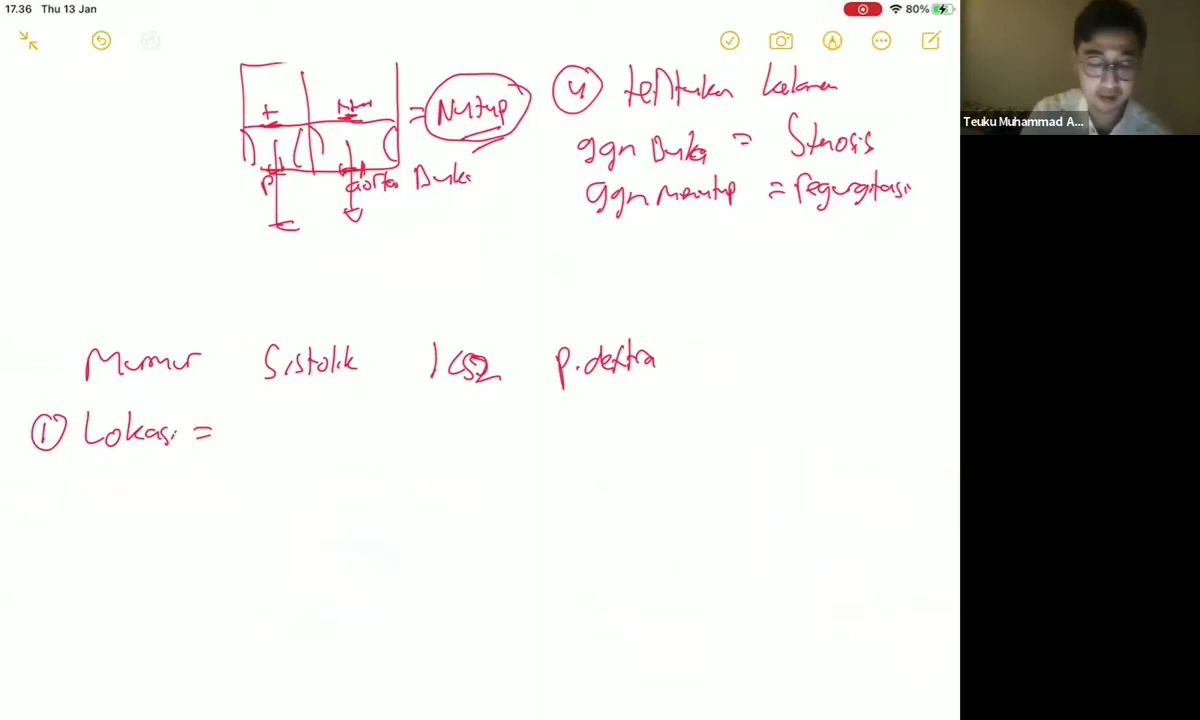 17.36 Thu 13 Jan
80%
T
= Nutup
P
aorta Buka
4 tentukan kelainan
ggn Buka = Stenosis
ggn menutup = regurgitasi
Murmur Sistolik ICS2 p.dextra
1 Lokasi =
Teuku Muhammad A...